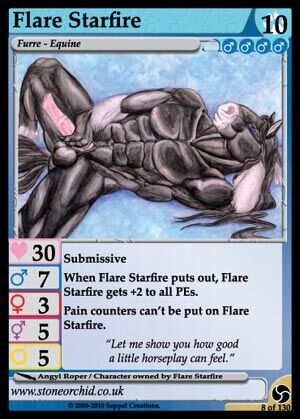 Flare Starfire
10
Furre - Equine
30
Submissive
7
When Flare Starfire puts out, Flare
Starfire gets +2 to all PEs.
3
Pain counters can't be put on Flare
Starfire.
5
"Let me show you how good
5
a little horseplay can feel."
Angyl Roper / Character owned by Flare Starfire
www.stoneorchid.co.uk
© 2009-2010 Seppel Creations.
8 of 130